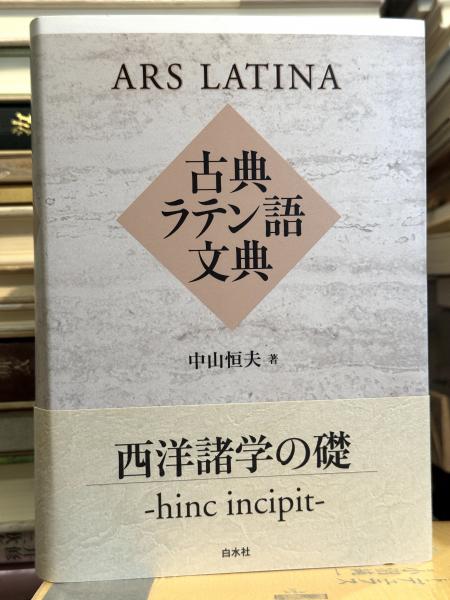 ARS LATINA
古典
ラテン語
文典
中山恒夫 著
西洋諸学の礎
-hinc incipit-
白水社